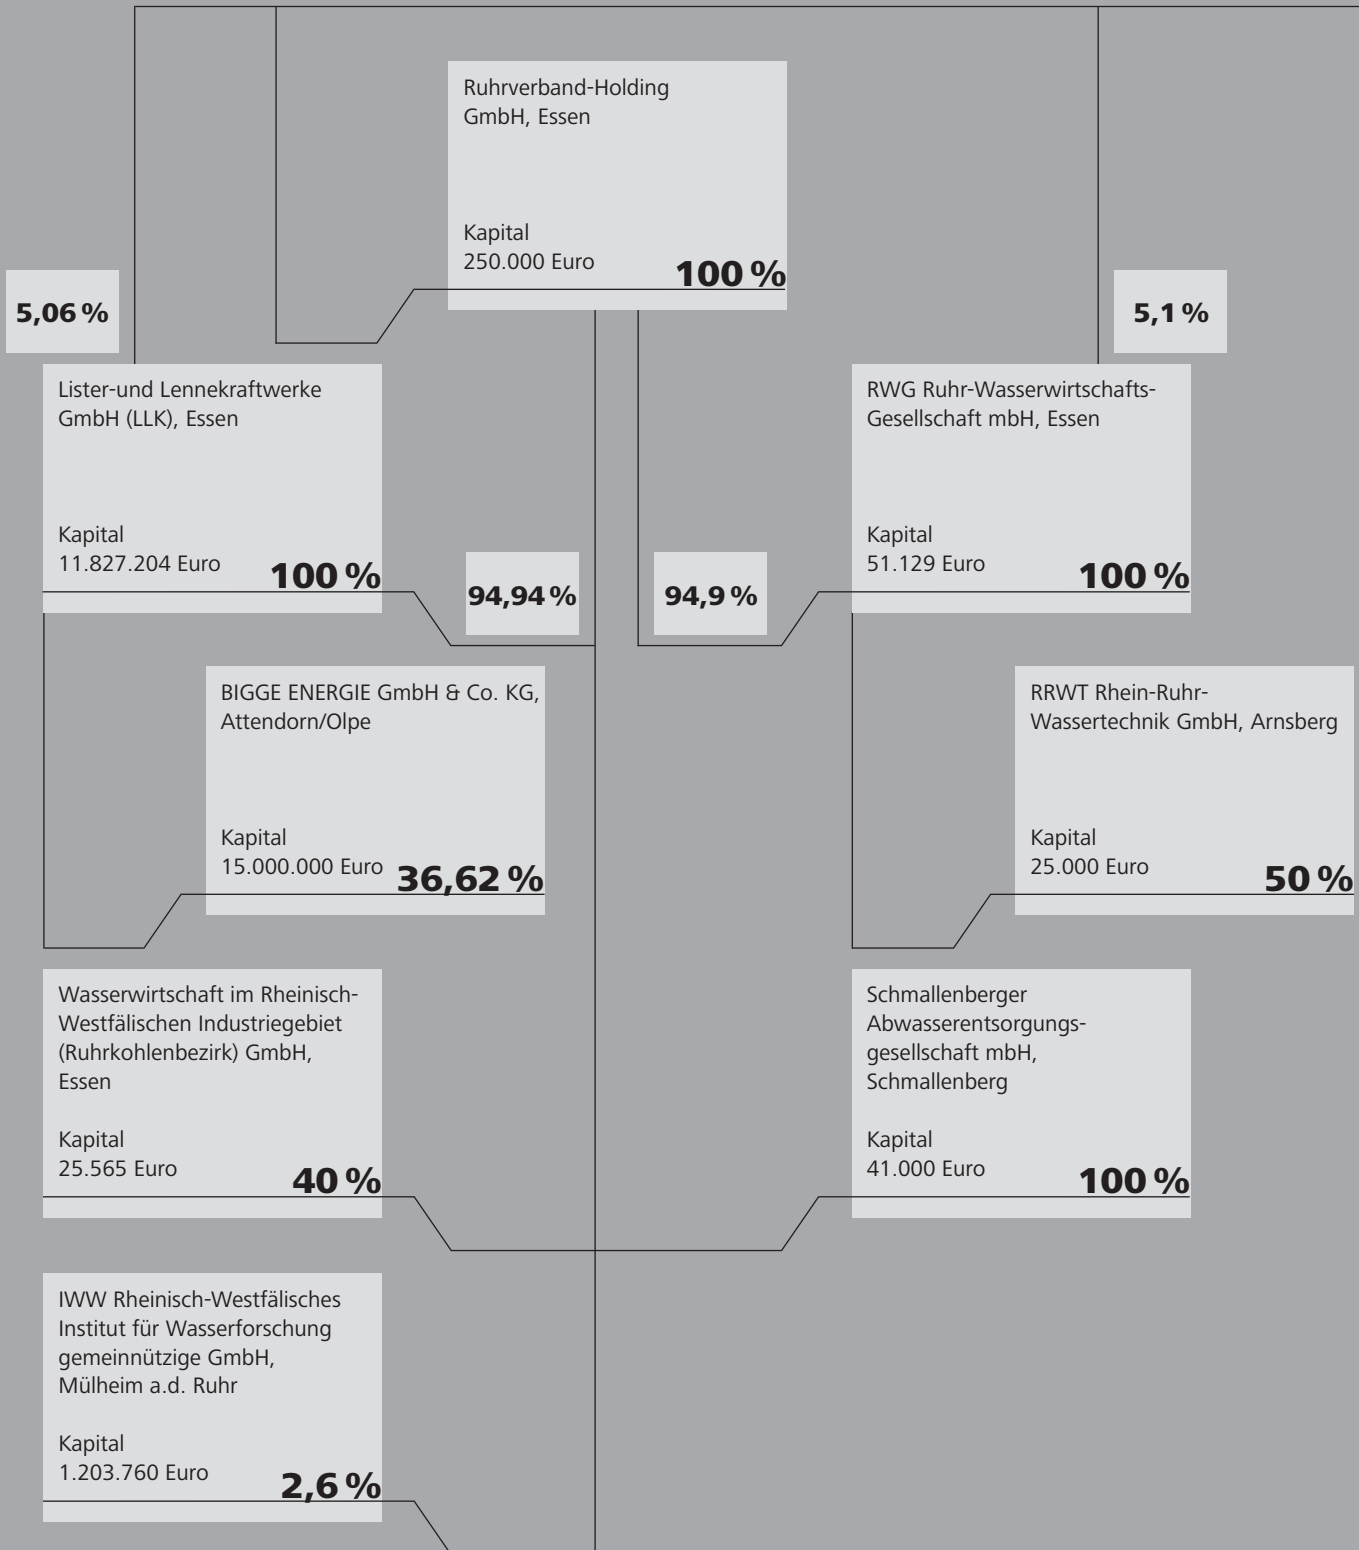 Ruhrverband-Holding
GmbH, Essen
Kapital
250.000 Euro
100 %
5,06 %
5,1 %
Lister-und Lennekraftwerke
GmbH (LLK), Essen
Kapital
11.827.204 Euro
100 %
94,94 %
94,9 %
RWG Ruhr-Wasserwirtschafts-
Gesellschaft mbH, Essen
Kapital
51.129 Euro
100 %
BIGGE ENERGIE GmbH & Co. KG,
Attendorn/Olpe
Kapital
15.000.000 Euro
36,62 %
RRWT Rhein-Ruhr-
Wassertechnik GmbH, Arnsberg
Kapital
25.000 Euro
50 %
Wasserwirtschaft im Rheinisch-
Westfälischen Industriegebiet
(Ruhrkohlenbezirk) GmbH,
Essen
Kapital
25.565 Euro
40 %
Schmallenberger
Abwasserentsorgungs-
gesellschaft mbH,
Schmallenberg
Kapital
41.000 Euro
100 %
IWW Rheinisch-Westfälisches
Institut für Wasserforschung
gemeinnützige GmbH,
Mülheim a.d. Ruhr
Kapital
1.203.760 Euro
2,6 %